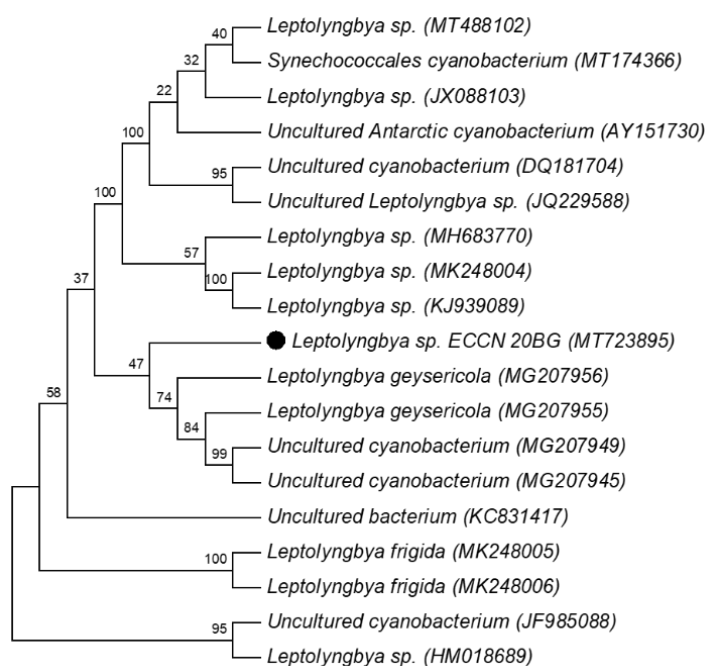 Leptolyngbya sp. (MT488102)
40
Synechococcales cyanobacterium (MT174366)
32
Leptolyngbya sp. (JX088103)
22
Uncultured Antarctic cyanobacterium (AY151730)
100
Uncultured cyanobacterium (DQ181704)
95
Uncultured Leptolyngbya sp. (JQ229588)
100
Leptolyngbya sp. (MH683770)
57
Leptolyngbya sp. (MK248004)
100
Leptolyngbya sp. (KJ939089)
37
Leptolyngbya sp. ECCN 20BG (MT723895)
47
Leptolyngbya geysericola (MG207956)
74
Leptolyngbya geysericola (MG207955)
84
Uncultured cyanobacterium (MG207949)
99
Uncultured cyanobacterium (MG207945)
58
Uncultured bacterium (KC831417)
Leptolyngbya frigida (MK248005)
100
Leptolyngbya frigida (MK248006)
Uncultured cyanobacterium (JF985088)
95
Leptolyngbya sp. (HM018689)